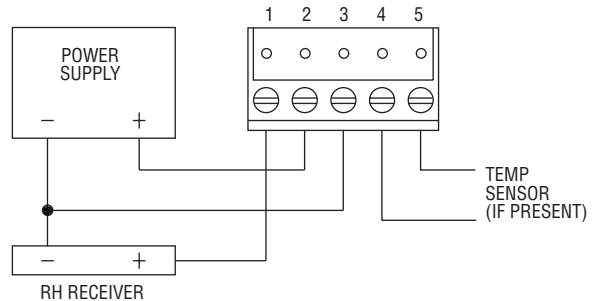 1 2 3 4 5
POWER
SUPPLY
− +
TEMP
SENSOR
(IF PRESENT)
− +
RH RECEIVER